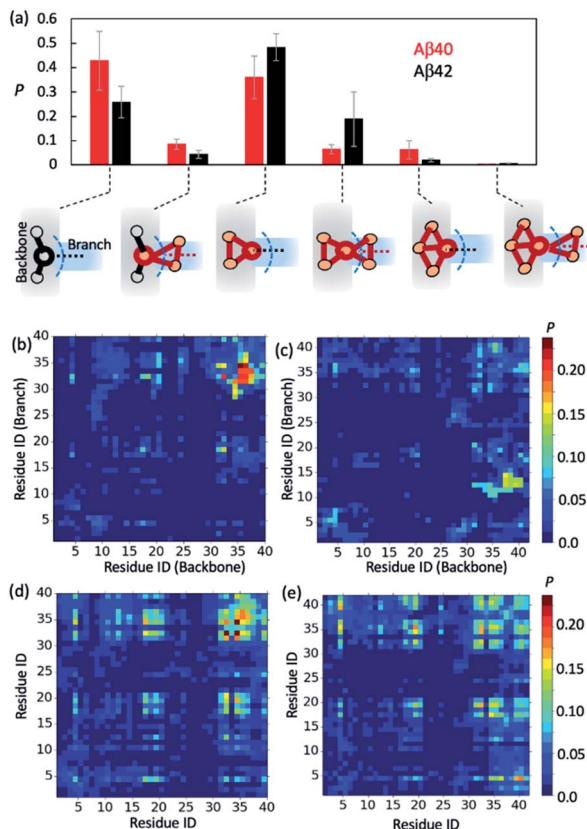 (a)
0.6
0.5
0.4
0.3
0.2
0.1
0
P
Aβ40
Aβ42
Backbone
Branch
(b)
40
35
30
25
20
15
10
5
Residue ID (Branch)
5 10 15 20 25 30 35 40
Residue ID (Backbone)
(c)
40
35
30
25
20
15
10
5
Residue ID (Branch)
5 10 15 20 25 30 35 40
Residue ID (Backbone)
P
0.20
0.15
0.10
0.05
0.00
(d)
40
35
30
25
20
15
10
5
Residue ID
5 10 15 20 25 30 35 40
Residue ID
(e)
40
35
30
25
20
15
10
5
Residue ID
5 10 15 20 25 30 35 40
Residue ID
P
0.20
0.15
0.10
0.05
0.00